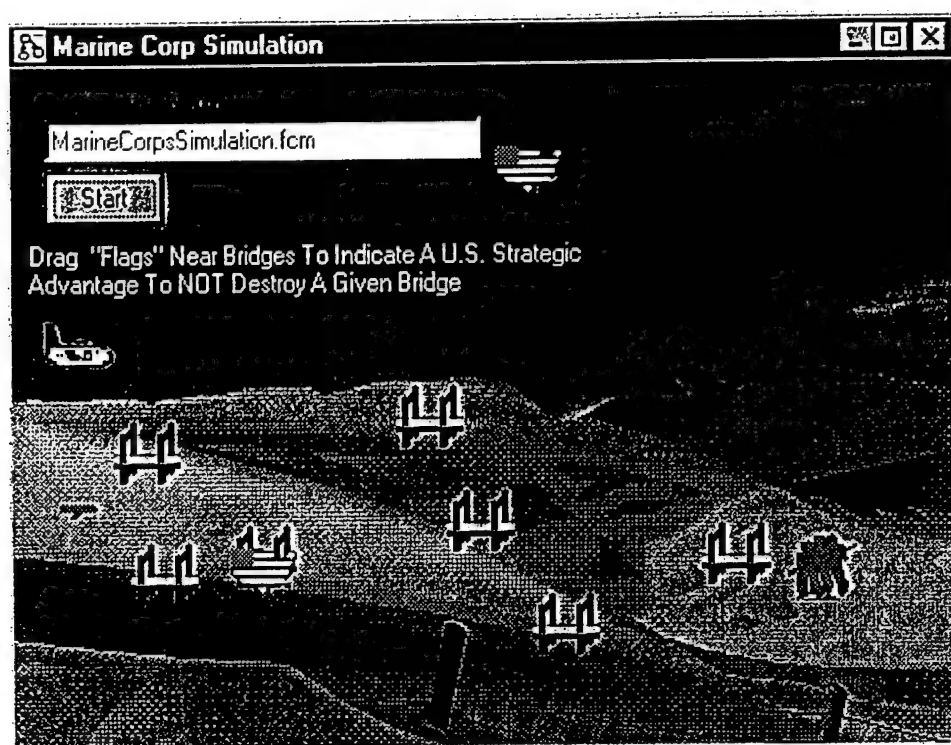 Marine Corp Simulation
MarineCorpsSimulation.fcm
Start
Drag "Flags" Near Bridges To Indicate A U.S. Strategic
Advantage To NOT Destroy A Given Bridge